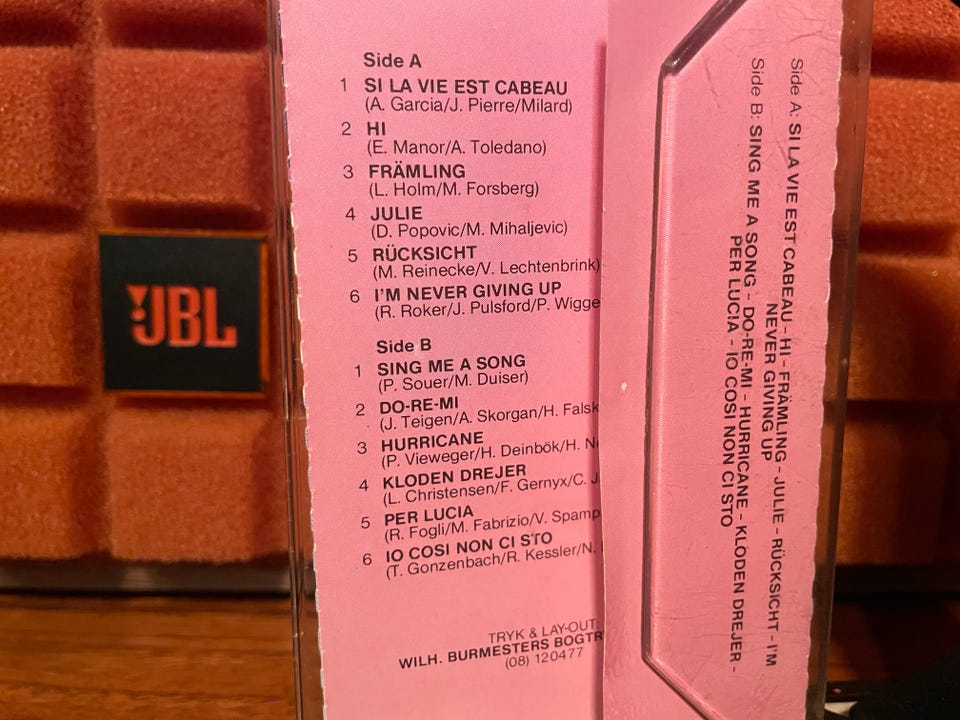 JBL
Side A
1 SI LA VIE EST CABEAU
(A. Garcia/J. Pierre/Milard)
2 HI
(E. Manor/A. Toledano)
3 FRÄMLING
(L. Holm/M. Forsberg)
4 JULIE
(D. Popovic/M. Mihaljevic)
5 RÜCKSICHT
(M. Reinecke/V. Lechtenbrink)
6 I'M NEVER GIVING UP
(R. Roker/J. Pulsford/P. Wigge
Side B
1 SING ME A SONG
(P. Souer/M. Duiser)
2 DO-RE-MI
(J. Teigen/A. Skorgan/H. Falsk
3 HURRICANE
(P. Vieweger/H. Deinbök/H. N
4 KLODEN DREJER
(L. Christensen/F. Gernyx/C. J
5 PER LUCIA
(R. Fogli/M. Fabrizio/V. Spamp
6 IO COSI NON CI STO
(T. Gonzenbach/R. Kessler/N.
TRYK & LAY-OUT:
WILH. BURMESTERS BOGTR
(08) 120477
Side A: SI LA VIE EST CABEAU - HI - FRÄMLING - JULIE - RÜCKSICHT - I'M
NEVER GIVING UP
Side B: SING ME A SONG - DO-RE-MI - HURRICANE - KLODEN DREJER -
PER LUCIA - IO COSI NON CI STO